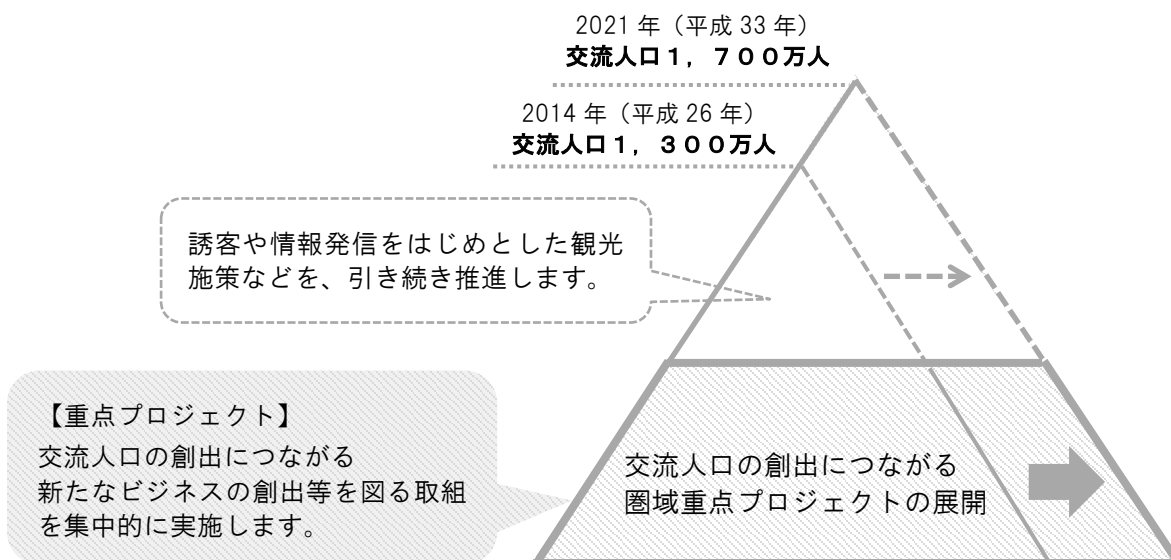 2021 年（平成 33 年）
交流人口１，７００万人
2014 年（平成 26 年）
交流人口１，３００万人
誘客や情報発信をはじめとした観光
施策などを、引き続き推進します。
【重点プロジェクト】
交流人口の創出につながる
新たなビジネスの創出等を図る取組
を集中的に実施します。
交流人口の創出につながる
圏域重点プロジェクトの展開